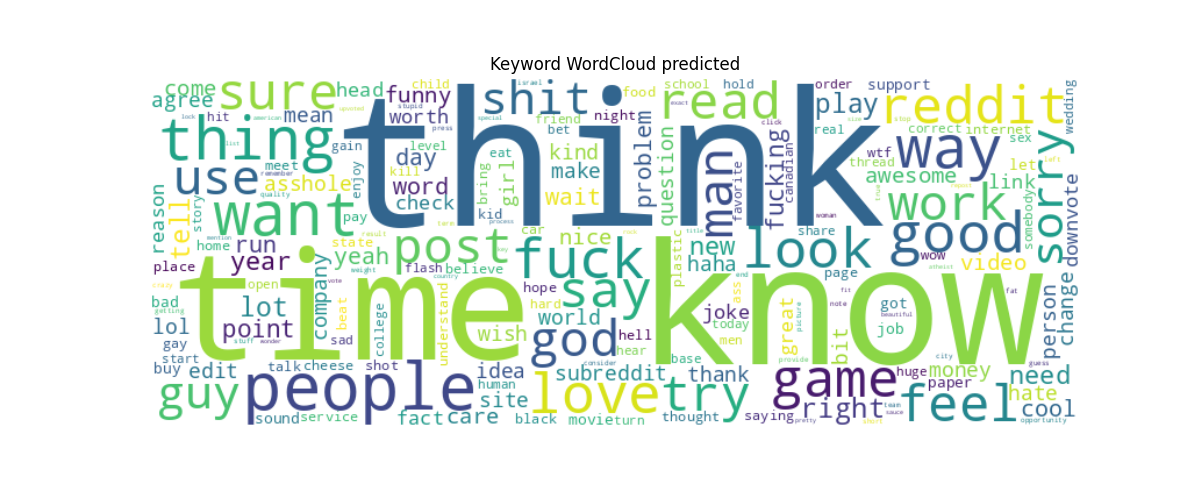 Keyword WordCloud predicted
come sure head funny child shit israel night food read school hold order support reddit wedding
agree hit mean worth stupid press special friend bet problem click play real correct internet sex
thing lock american list gain day level think kind question man favorite fucking canadian wtf thread way awesome let link sorry
use meet remember asshole enjoy kill word check eat bring girl make wait true work somebody left downvote
reason tell story quality want pay kid process car nice title woman share new look good wow video
home mention run state yeah post term flash believe fuck say plastic haha page atheist
place year company weight country hope hard world end ass fit fat change person
crazy bad getting open lot time beat understand know joke today great picture note got beautiful job
lol point sad vote college wish god hell men bit
gay stuff wonder hear base provide city guess
start buy edit talk cheese shot idea consider subreddit thank game huge money need
guy people human site love try paper hate
sound service fact care black movie turn thought saying right pretty sauce team short feel cool opportunity